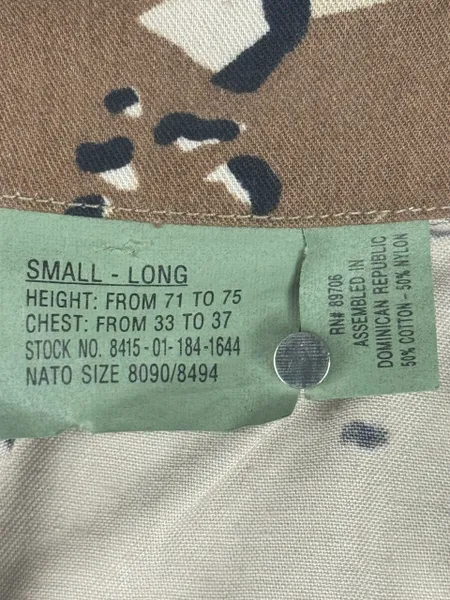 SMALL - LONG
HEIGHT: FROM 71 TO 75
CHEST: FROM 33 TO 37
STOCK NO. 8415-01-184-1644
NATO SIZE 8090/8494
RN# 89706
ASSEMBLED IN
DOMINICAN REPUBLIC
50% COTTON - 50% NYLON